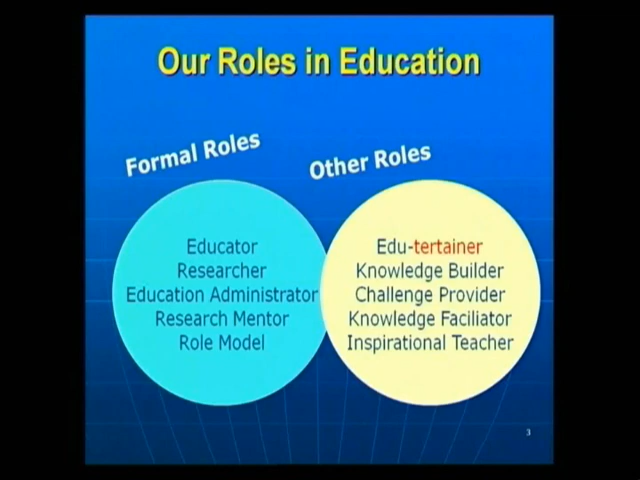 Our Roles in Education
Formal Roles
Other Roles
Educator
Researcher
Education Administrator
Research Mentor
Role Model
Edu-tertainer
Knowledge Builder
Challenge Provider
Knowledge Faciliator
Inspirational Teacher
3